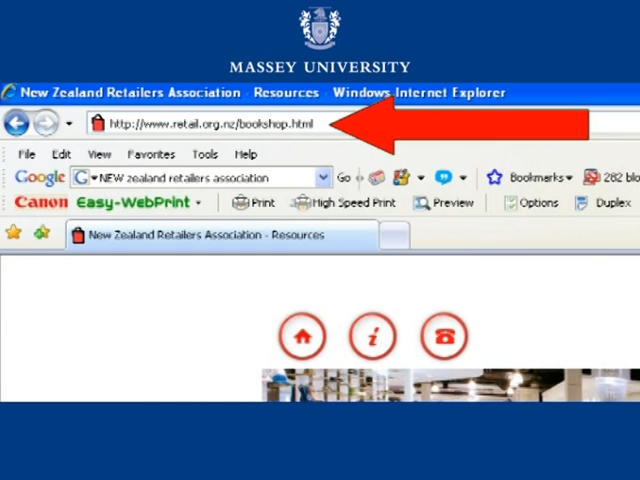 MASSEY UNIVERSITY
New Zealand Retailers Association - Resources - Windows Internet Explorer
http://www.retail.org.nz/bookshop.html
File Edit View Favorites Tools Help
Google G NEW zealand retailers association Go Bookmarks 282 blo
Canon Easy-WebPrint Print High Speed Print Preview Options Duplex
New Zealand Retailers Association - Resources
i